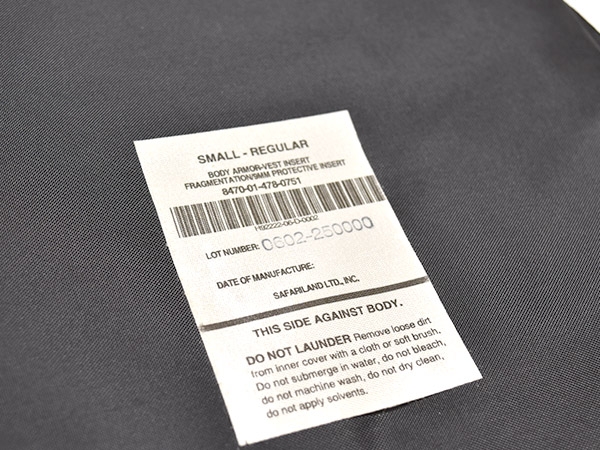 SMALL - REGULAR
BODY ARMOR-VEST INSERT
FRAGMENTATION/9MM PROTECTIVE INSERT
8470-01-478-0751
H92222-06-D-0002
LOT NUMBER: 0602-250000
DATE OF MANUFACTURE:
SAFARILAND LTD., INC.
THIS SIDE AGAINST BODY.
DO NOT LAUNDER Remove loose dirt
from inner cover with a cloth or soft brush.
Do not submerge in water, do not bleach,
do not machine wash, do not dry clean,
do not apply solvents.